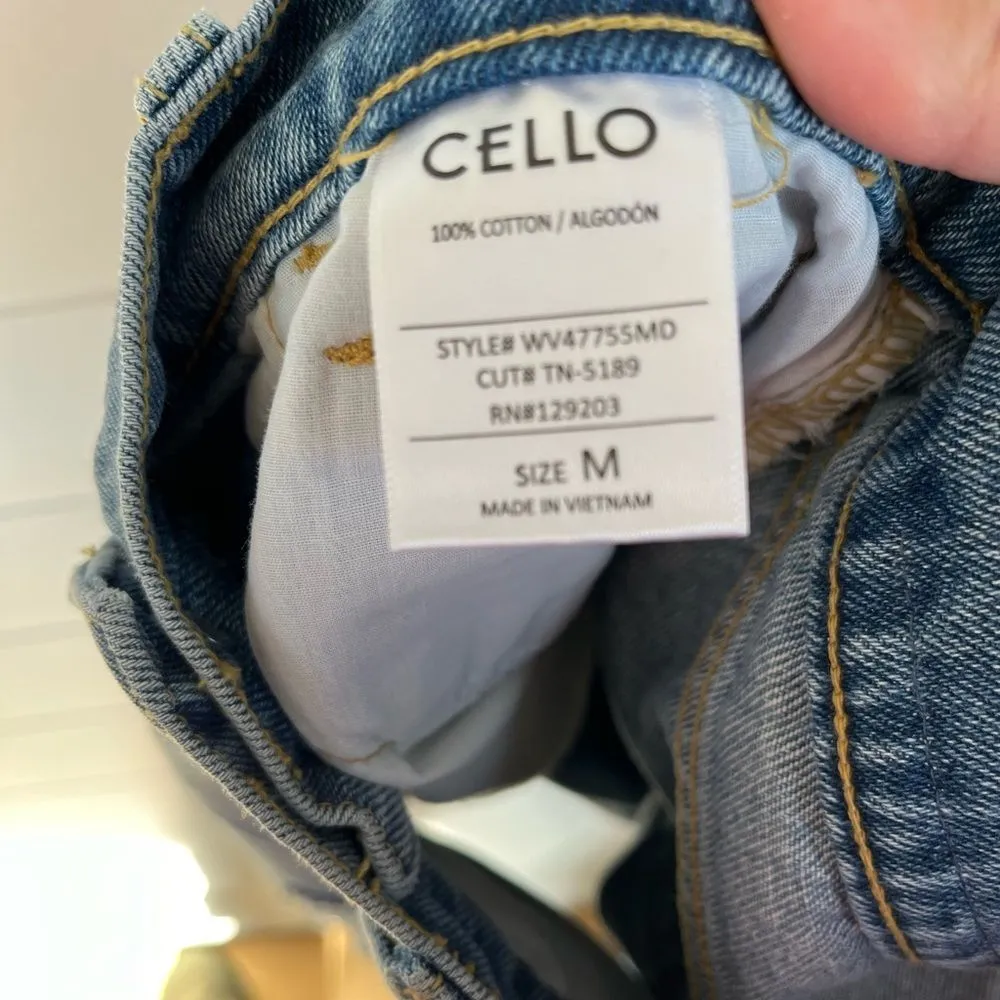 CELLO
100% COTTON / ALGODÓN
STYLE# WV47755MD
CUT# TN-5189
RN#129203
SIZE M
MADE IN VIETNAM